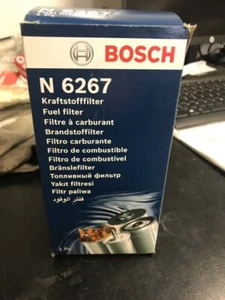 BOSCH
N 6267
Kraftstofffilter
Fuel filter
Filtre à carburant
Brandstoffilter
Filtro carburante
Filtro de combustible
Filtro de combustível
Bränslefilter
Топливный фильтр
Yakıt filtresi
Filtr paliwa
فلتر الوقود